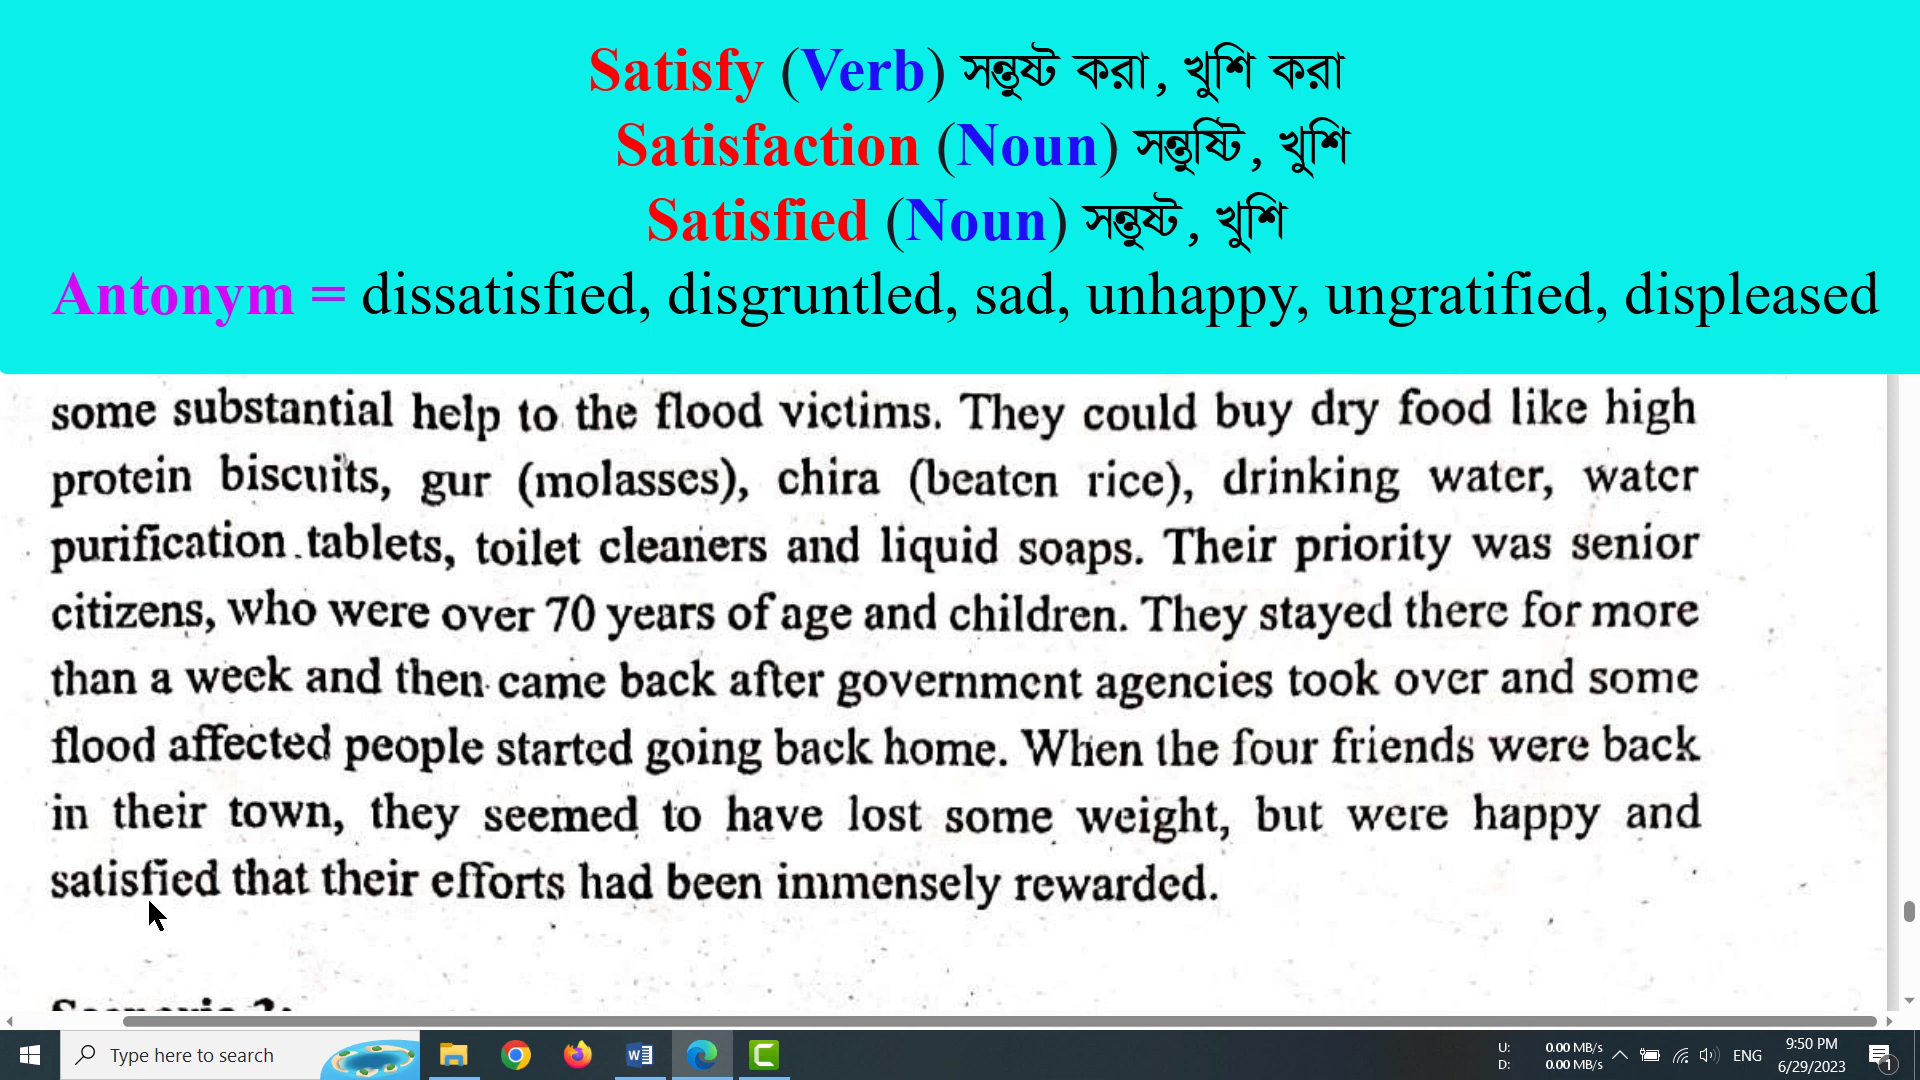 Satisfy (Verb) সন্তুষ্ট করা, খুশি করা
Satisfaction (Noun) সন্তুষ্টি, খুশি
Satisfied (Noun) সন্তুষ্ট, খুশি
Antonym = dissatisfied, disgruntled, sad, unhappy, ungratified, displeased
some substantial help to the flood victims. They could buy dry food like high
protein biscuits, gur (molasses), chira (beaten rice), drinking water, water
purification tablets, toilet cleaners and liquid soaps. Their priority was senior
citizens, who were over 70 years of age and children. They stayed there for more
than a week and then came back after government agencies took over and some
flood affected people started going back home. When the four friends were back
in their town, they seemed to have lost some weight, but were happy and
satisfied that their efforts had been immensely rewarded.
Type here to search
U: 0.00 MB/s
D: 0.00 MB/s
ENG
9:50 PM
6/29/2023
1